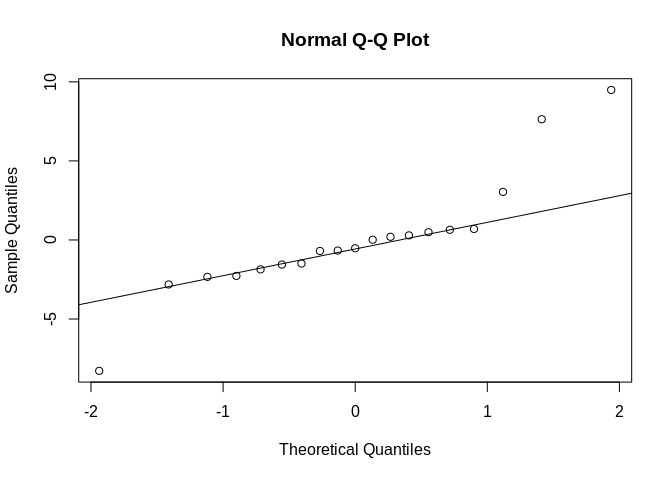 Normal Q-Q Plot
10
5
0
-5
Sample Quantiles
-2 -1 0 1 2
Theoretical Quantiles